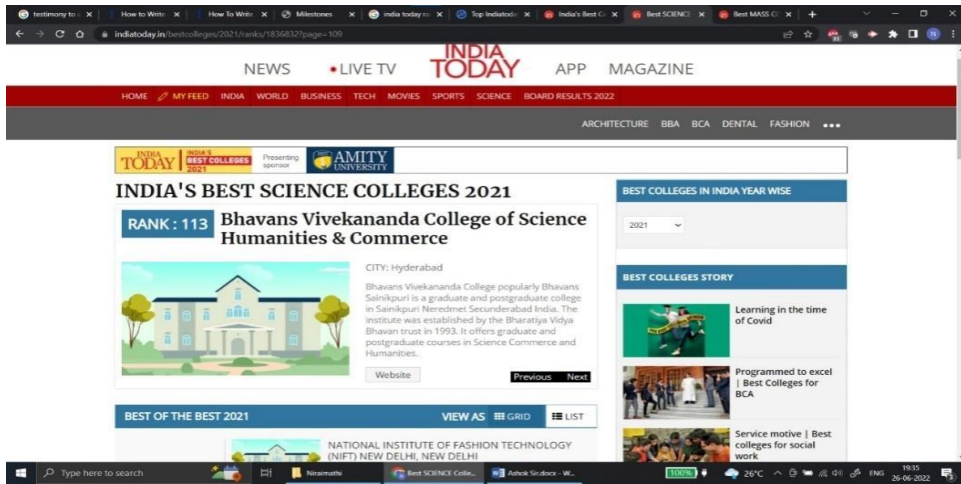 testimony to a
How to Write
How To Write
Milestones
india today ra
Top Indiatoda
India's Best C
Best SCIENCE
Best MASS CC
indiatoday.in/bestcolleges/2021/ranks/1836832?page=109
INDIA
TODAY
NEWS
LIVE TV
APP
MAGAZINE
HOME MY FEED INDIA WORLD BUSINESS TECH MOVIES SPORTS SCIENCE BOARD RESULTS 2022
ARCHITECTURE BBA BCA DENTAL FASHION
INDIA
TODAY
INDIA'S
BEST COLLEGES
2021
Presenting
sponsor
AMITY
UNIVERSITY
INDIA'S BEST SCIENCE COLLEGES 2021
RANK : 113
Bhavans Vivekananda College of Science
Humanities & Commerce
CITY: Hyderabad
Bhavans Vivekananda College popularly Bhavans
Sainikpuri is a graduate and postgraduate college
in Sainikpuri Neredmet Secunderabad India. The
institute was established by the Bharatiya Vidya
Bhavan trust in 1993. It offers graduate and
postgraduate courses in Science Commerce and
Humanities.
Website
Previous Next
BEST OF THE BEST 2021
VIEW AS GRID LIST
NATIONAL INSTITUTE OF FASHION TECHNOLOGY
(NIFT) NEW DELHI, NEW DELHI
BEST COLLEGES IN INDIA YEAR WISE
2021
BEST COLLEGES STORY
Learning in the time
of Covid
Programmed to excel
| Best Colleges for
BCA
Service motive | Best
colleges for social
work
Type here to search
Niraimathi
Best SCIENCE Colle...
Ashok Sir.docx - W...
100%
26°C
ENG
19:35
26-06-2022